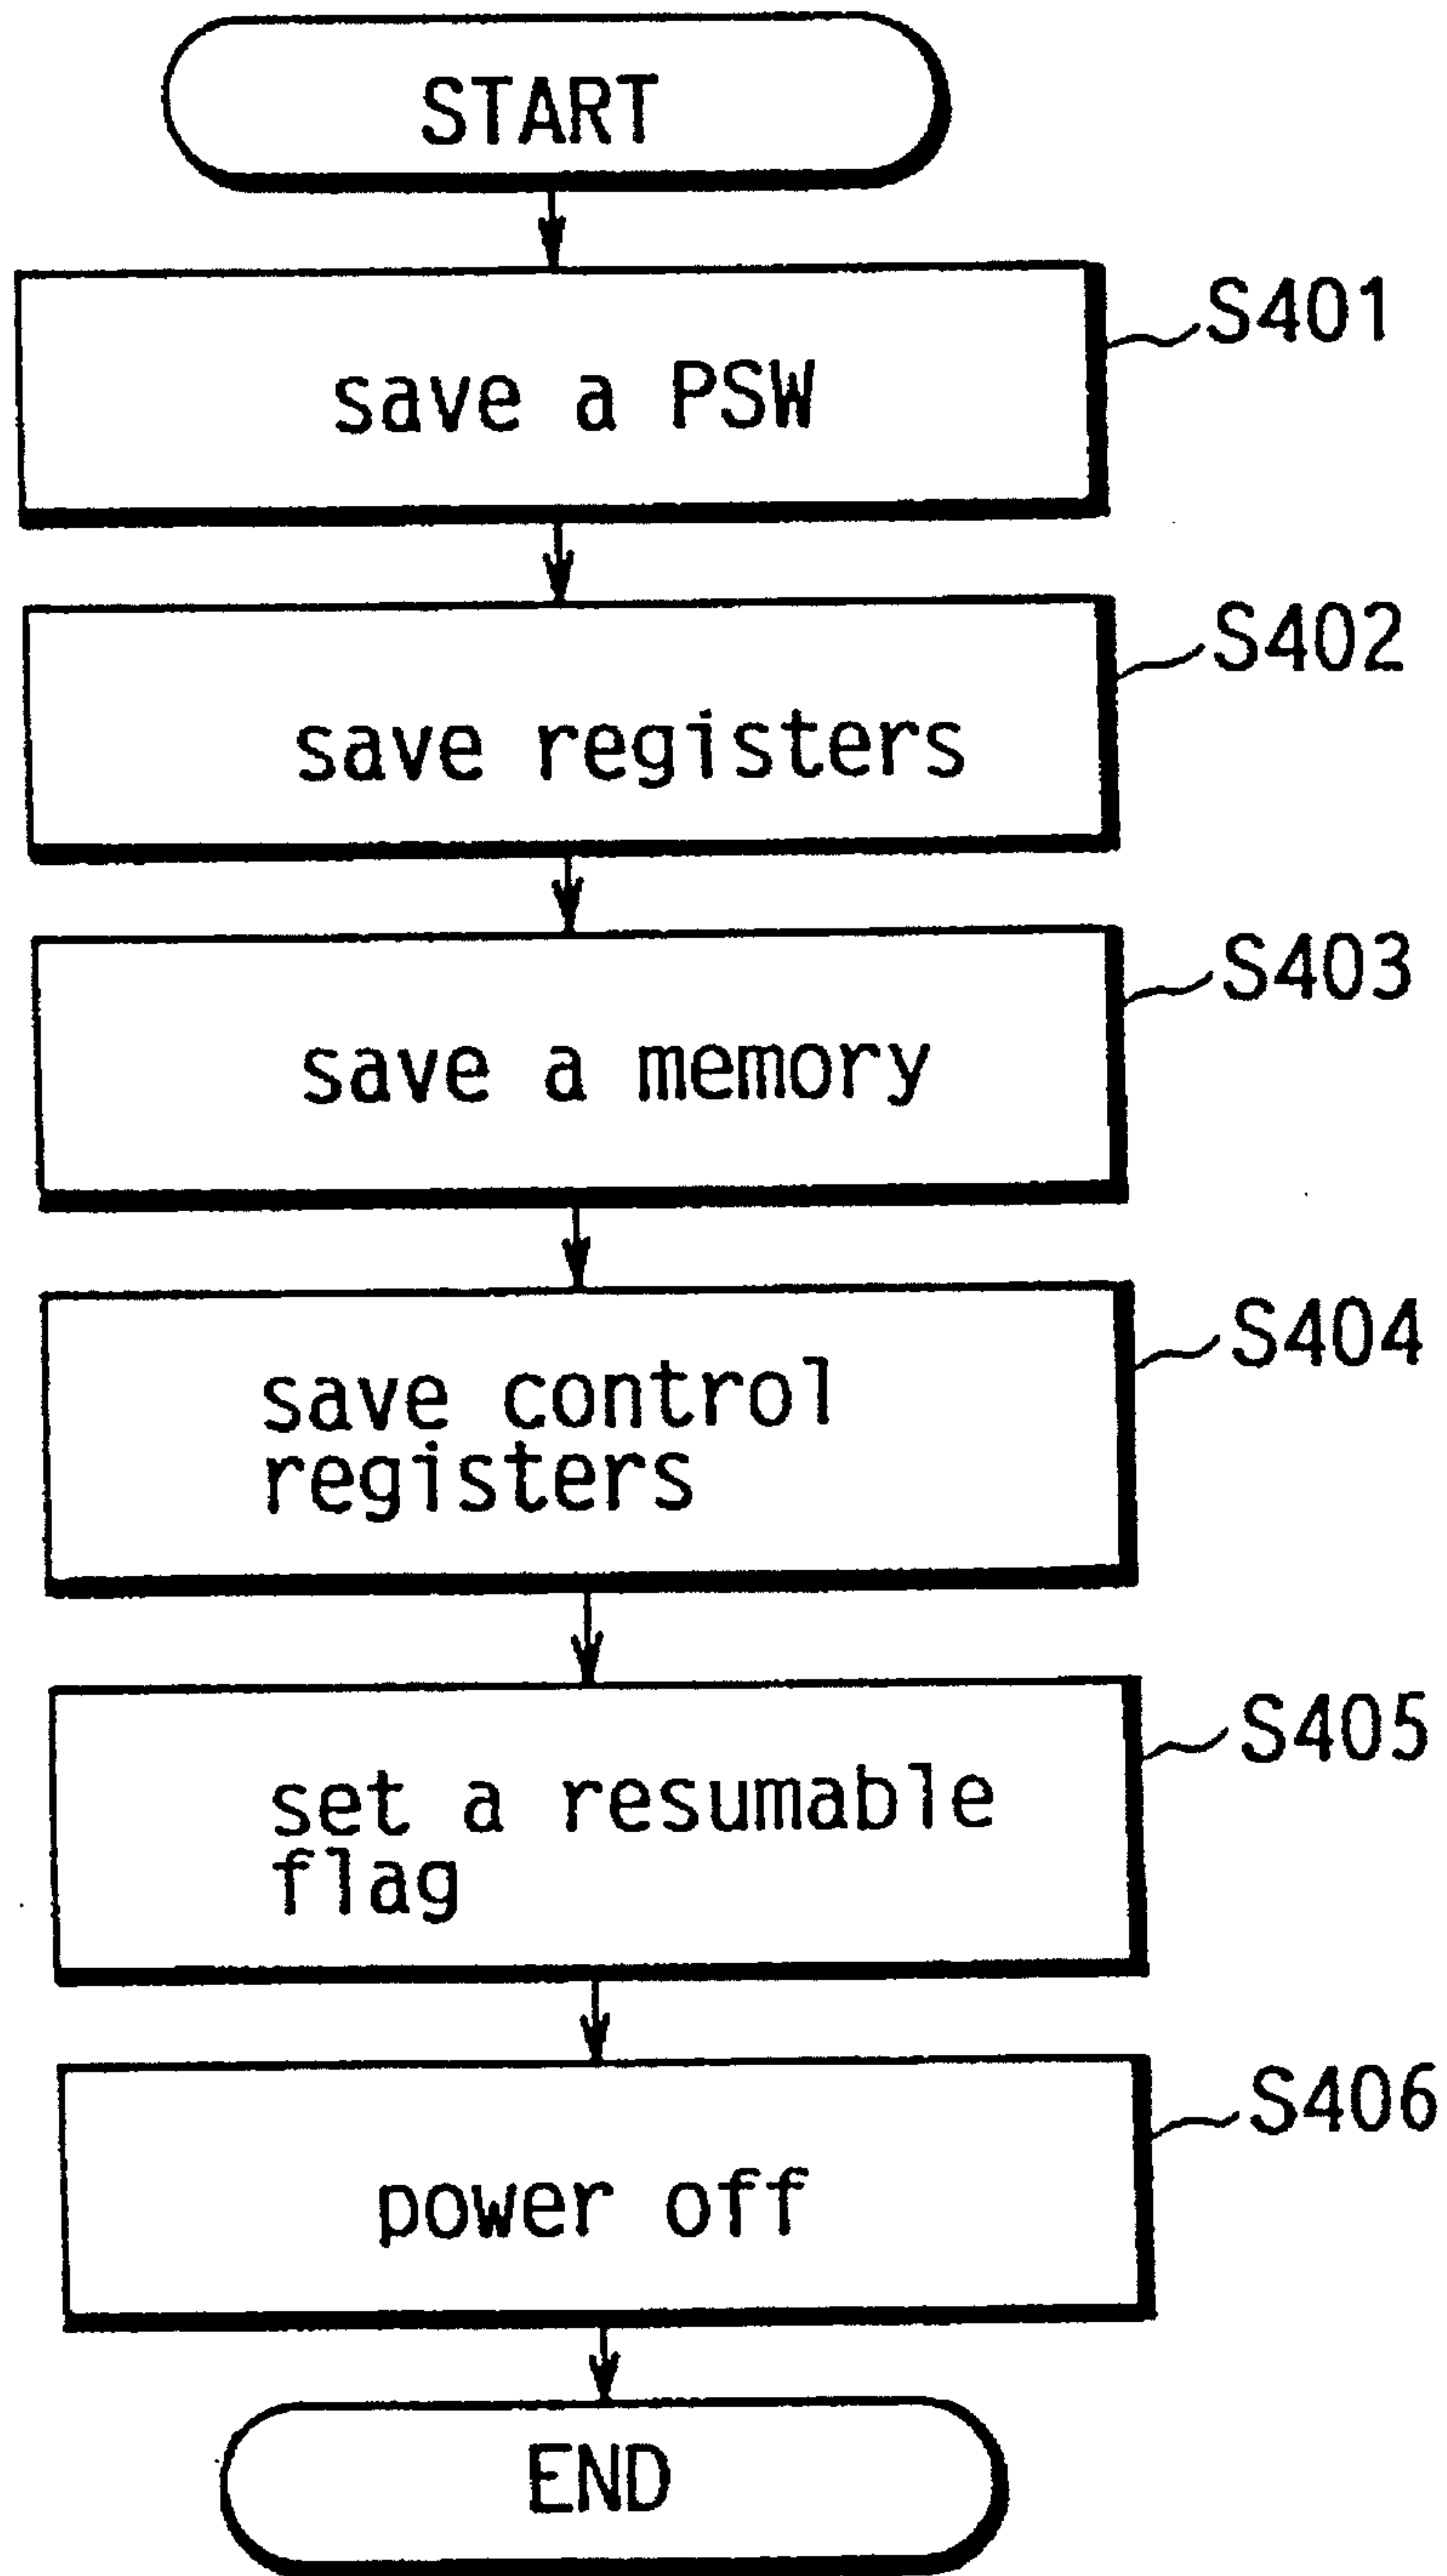 START
save a PSW
S401
save registers
S402
save a memory
S403
save control
registers
S404
set a resumable
flag
S405
power off
S406
END